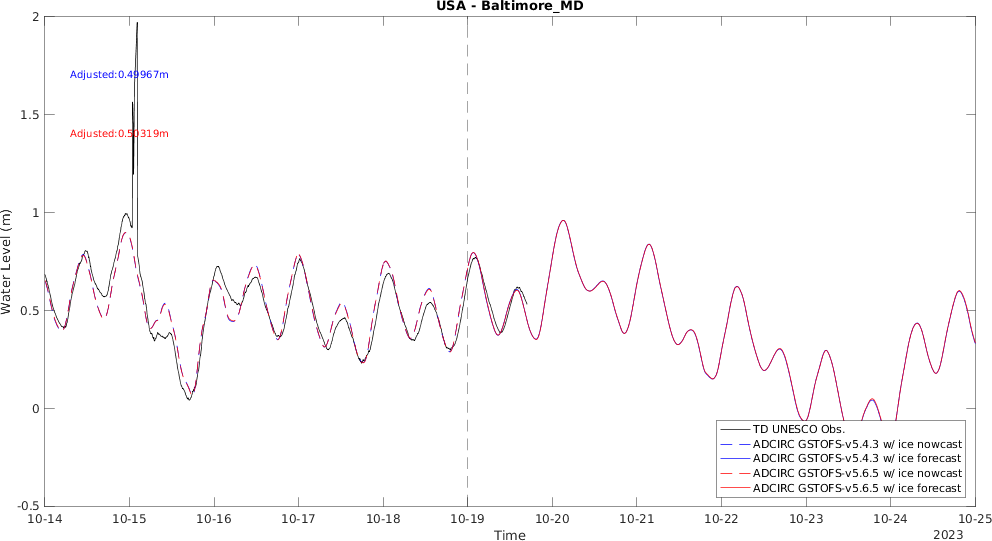 USA - Baltimore_MD
2
1.5
1
0.5
0
-0.5
Water Level (m)
Adjusted:0.49967m
Adjusted:0.50319m
TD UNESCO Obs.
ADCIRC GSTOFS-v5.4.3 w/ ice nowcast
ADCIRC GSTOFS-v5.4.3 w/ ice forecast
ADCIRC GSTOFS-v5.6.5 w/ ice nowcast
ADCIRC GSTOFS-v5.6.5 w/ ice forecast
10-14 10-15 10-16 10-17 10-18 10-19 10-20 10-21 10-22 10-23 10-24 10-25
Time
2023